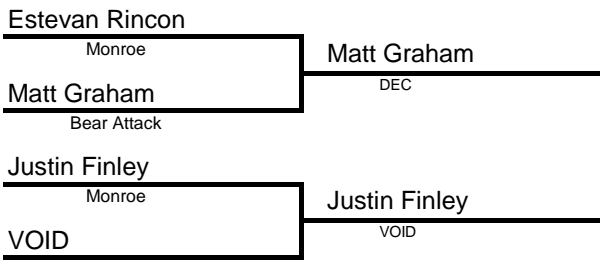 Estevan Rincon
Monroe
Matt Graham
DEC
Matt Graham
Bear Attack
Justin Finley
Monroe
Justin Finley
VOID
VOID